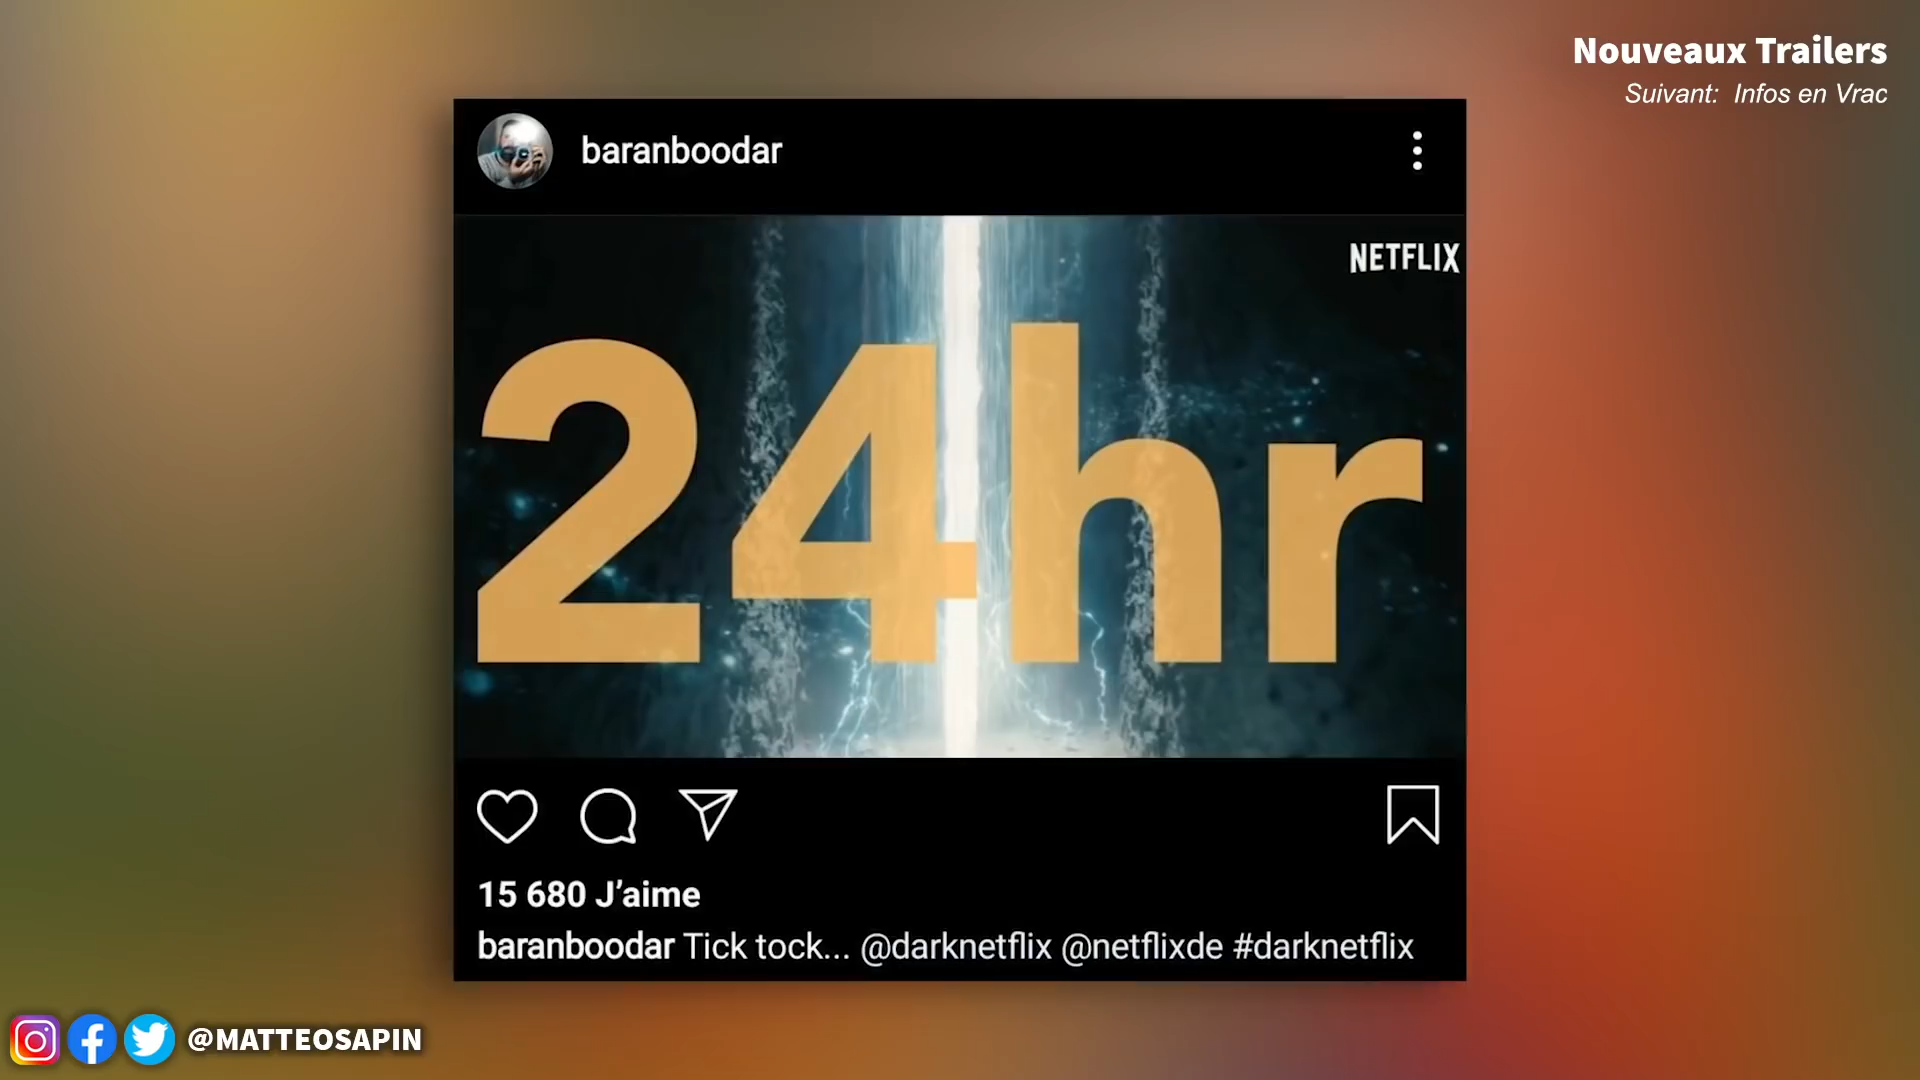 Nouveaux Trailers
Suivant: Infos en Vrac
baranboodar
NETFLIX
24hr
15 680 J'aime
baranboodar Tick tock... @darknetflix @netflixde #darknetflix
@MATTEOSAPIN